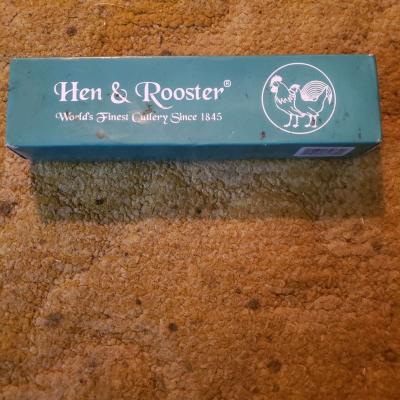 Hen & Rooster®
World's Finest Cutlery Since 1845